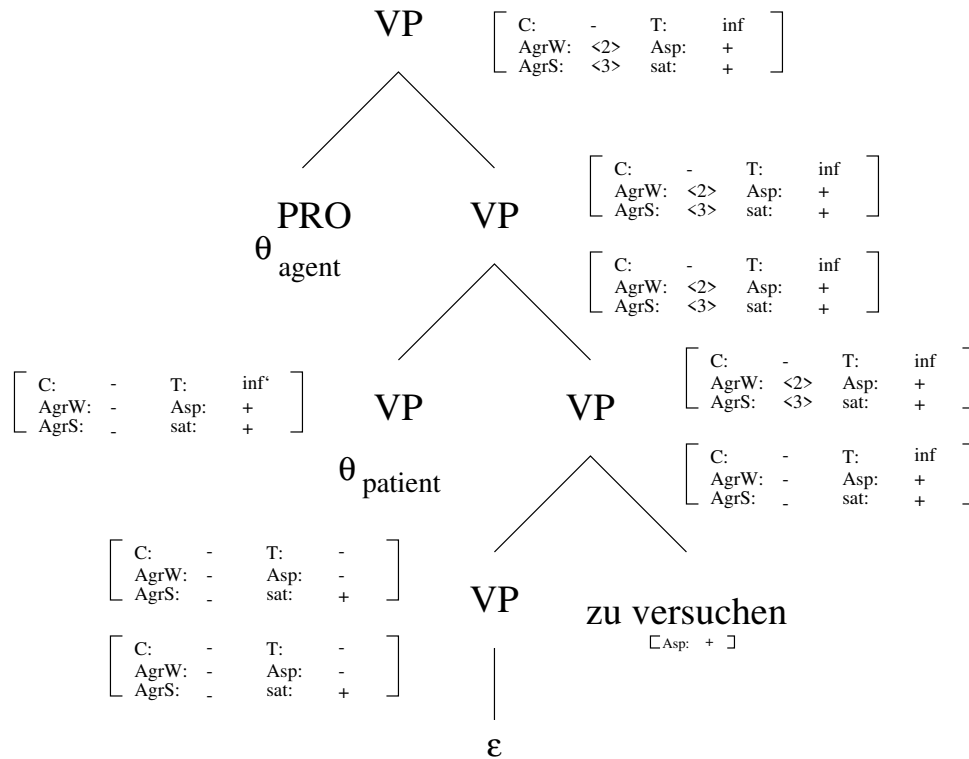 VP
C: - T: inf
AgrW: <2> Asp: +
AgrS: <3> sat: +
PRO
θ agent
VP
C: - T: inf
AgrW: <2> Asp: +
AgrS: <3> sat: +
C: - T: inf
AgrW: <2> Asp: +
AgrS: <3> sat: +
C: - T: inf‘
AgrW: - Asp: +
AgrS: - sat: +
VP
θ patient
VP
C: - T: inf
AgrW: <2> Asp: +
AgrS: <3> sat: +
C: - T: inf
AgrW: - Asp: +
AgrS: - sat: +
C: - T: -
AgrW: - Asp: -
AgrS: - sat: +
C: - T: -
AgrW: - Asp: -
AgrS: - sat: +
VP
zu versuchen
Asp: +
ε